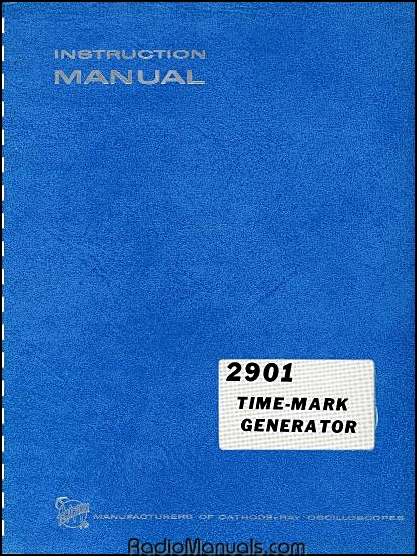 INSTRUCTION
MANUAL
2901
TIME-MARK
GENERATOR
MANUFACTURERS OF CATHODE-RAY OSCILLOSCOPES
RadioManuals.com